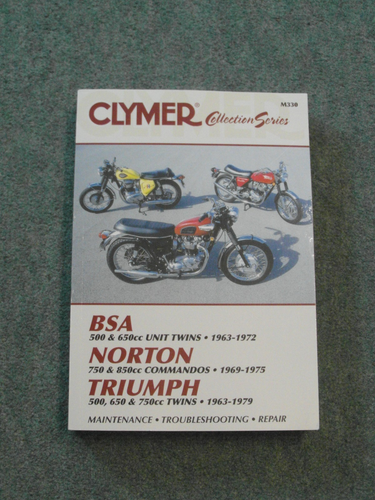 M330
CLYMER® Collection Series
BSA
500 & 650cc UNIT TWINS • 1963-1972
NORTON
750 & 850cc COMMANDOS • 1969-1975
TRIUMPH
500, 650 & 750cc TWINS • 1963-1979
MAINTENANCE • TROUBLESHOOTING • REPAIR